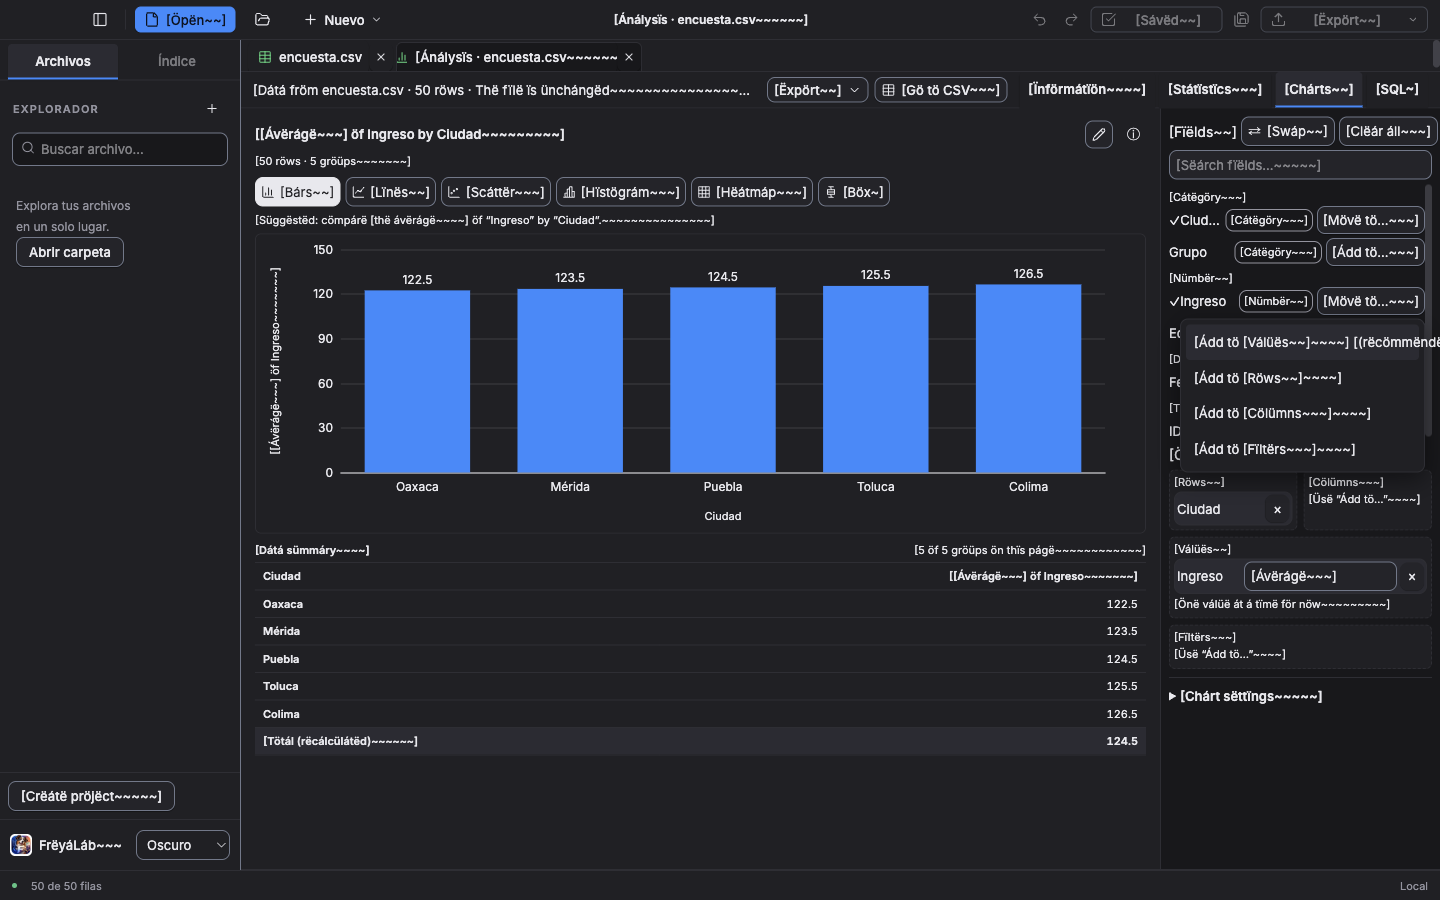 [Öpën~~]
Nuevo
[Ánálysïs · encuesta.csv~~~~~~]
[Sávëd~~]
[Ëxpört~~]
Archivos
Índice
encuesta.csv
[Ánálysïs · encuesta.csv~~~~~~
EXPLORADOR
Buscar archivo...
Explora tus archivos
en un solo lugar.
Abrir carpeta
[Dátá fröm encuesta.csv · 50 röws · Thë fïlë ïs ünchángëd~~~~~~~~~~~~~~~...
[Ëxpört~~]
[Gö tö CSV~~~]
[Ïnförmátïön~~~~]
[Státïstïcs~~~]
[Chárts~~]
[SQL~]
[[Ávërágë~~~] öf Ingreso by Ciudad~~~~~~~~~]
[50 röws · 5 gröüps~~~~~~~]
[Bárs~~]
[Lïnës~~]
[Scáttër~~~]
[Hïstögrám~~~]
[Hëátmáp~~~]
[Böx~]
[Süggëstëd: cömpárë [thë ávërágë~~~~] öf “Ingreso” by “Ciudad”.~~~~~~~~~~~~~~~]
150
120
90
60
30
0
[[Ávërágë~~~] öf Ingreso~~~~~~~]
122.5
123.5
124.5
125.5
126.5
Oaxaca
Mérida
Puebla
Toluca
Colima
Ciudad
[Dátá sümmáry~~~~]
[5 öf 5 gröüps ön thïs págë~~~~~~~~~~~~]
Ciudad
[[Ávërágë~~~] öf Ingreso~~~~~~~]
Oaxaca 122.5
Mérida 123.5
Puebla 124.5
Toluca 125.5
Colima 126.5
[Tötál (rëcálcülátëd)~~~~~~] 124.5
[Fïëlds~~]
[Swáp~~]
[Clëár áll~~~]
[Sëárch fïëlds...~~~~~]
[Cátëgöry~~~]
✓Ciud... [Cátëgöry~~~] [Mövë tö...~~~]
Grupo [Cátëgöry~~~] [Ádd tö...~~~]
[Nümbër~~]
✓Ingreso [Nümbër~~] [Mövë tö...~~~]
[Ádd tö [Válüës~~]~~~~] [(rëcömmëndë
[Ádd tö [Röws~~]~~~~]
[Ádd tö [Cölümns~~~]~~~~]
[Ádd tö [Fïltërs~~~]~~~~]
ID
[Röws~~]
Ciudad ×
[Cölümns~~~]
[Üsë “Ádd tö...”~~~~]
[Válüës~~]
Ingreso [Ávërágë~~~] ×
[Önë válüë át á tïmë för nöw~~~~~~~~~]
[Fïltërs~~~]
[Üsë “Ádd tö...”~~~~]
[Chárt sëttïngs~~~~~]
[Crëátë pröjëct~~~~~]
FrëyáLáb~~~
Oscuro
50 de 50 filas
Local